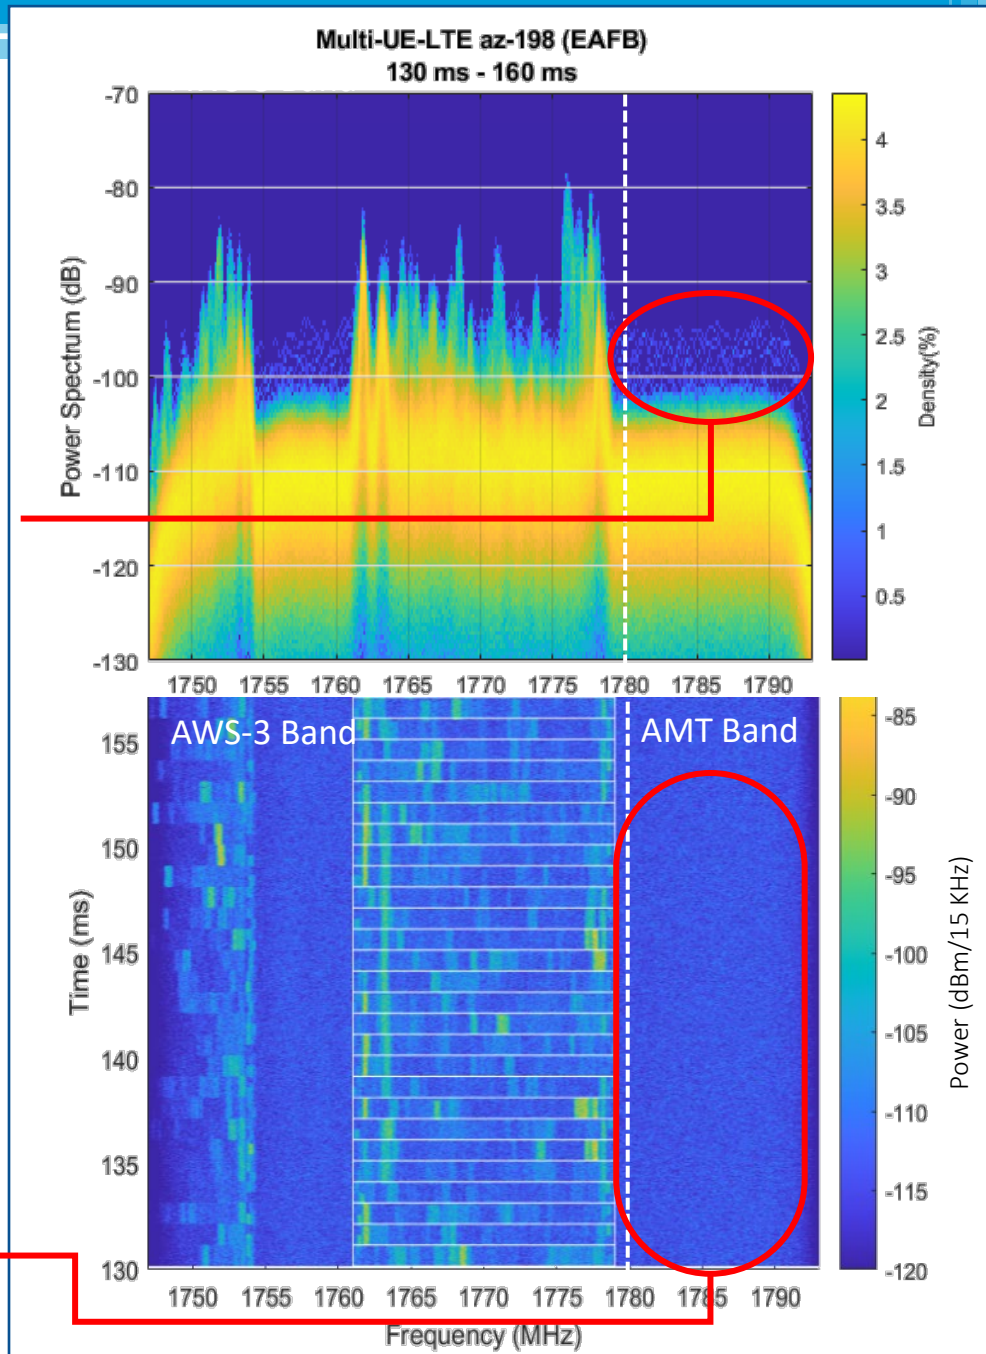 Multi-UE-LTE az-198 (EAFB)
130 ms - 160 ms
Power Spectrum (dB)
-70
-80
-90
-100
-110
-120
-130
1750 1755 1760 1765 1770 1775 1780 1785 1790
4
3.5
3
2.5
2
1.5
1
0.5
Density(%)
AWS-3 Band
AMT Band
Time (ms)
155
150
145
140
135
130
1750 1755 1760 1765 1770 1775 1780 1785 1790
Frequency (MHz)
-85
-90
-95
-100
-105
-110
-115
-120
Power (dBm/15 KHz)